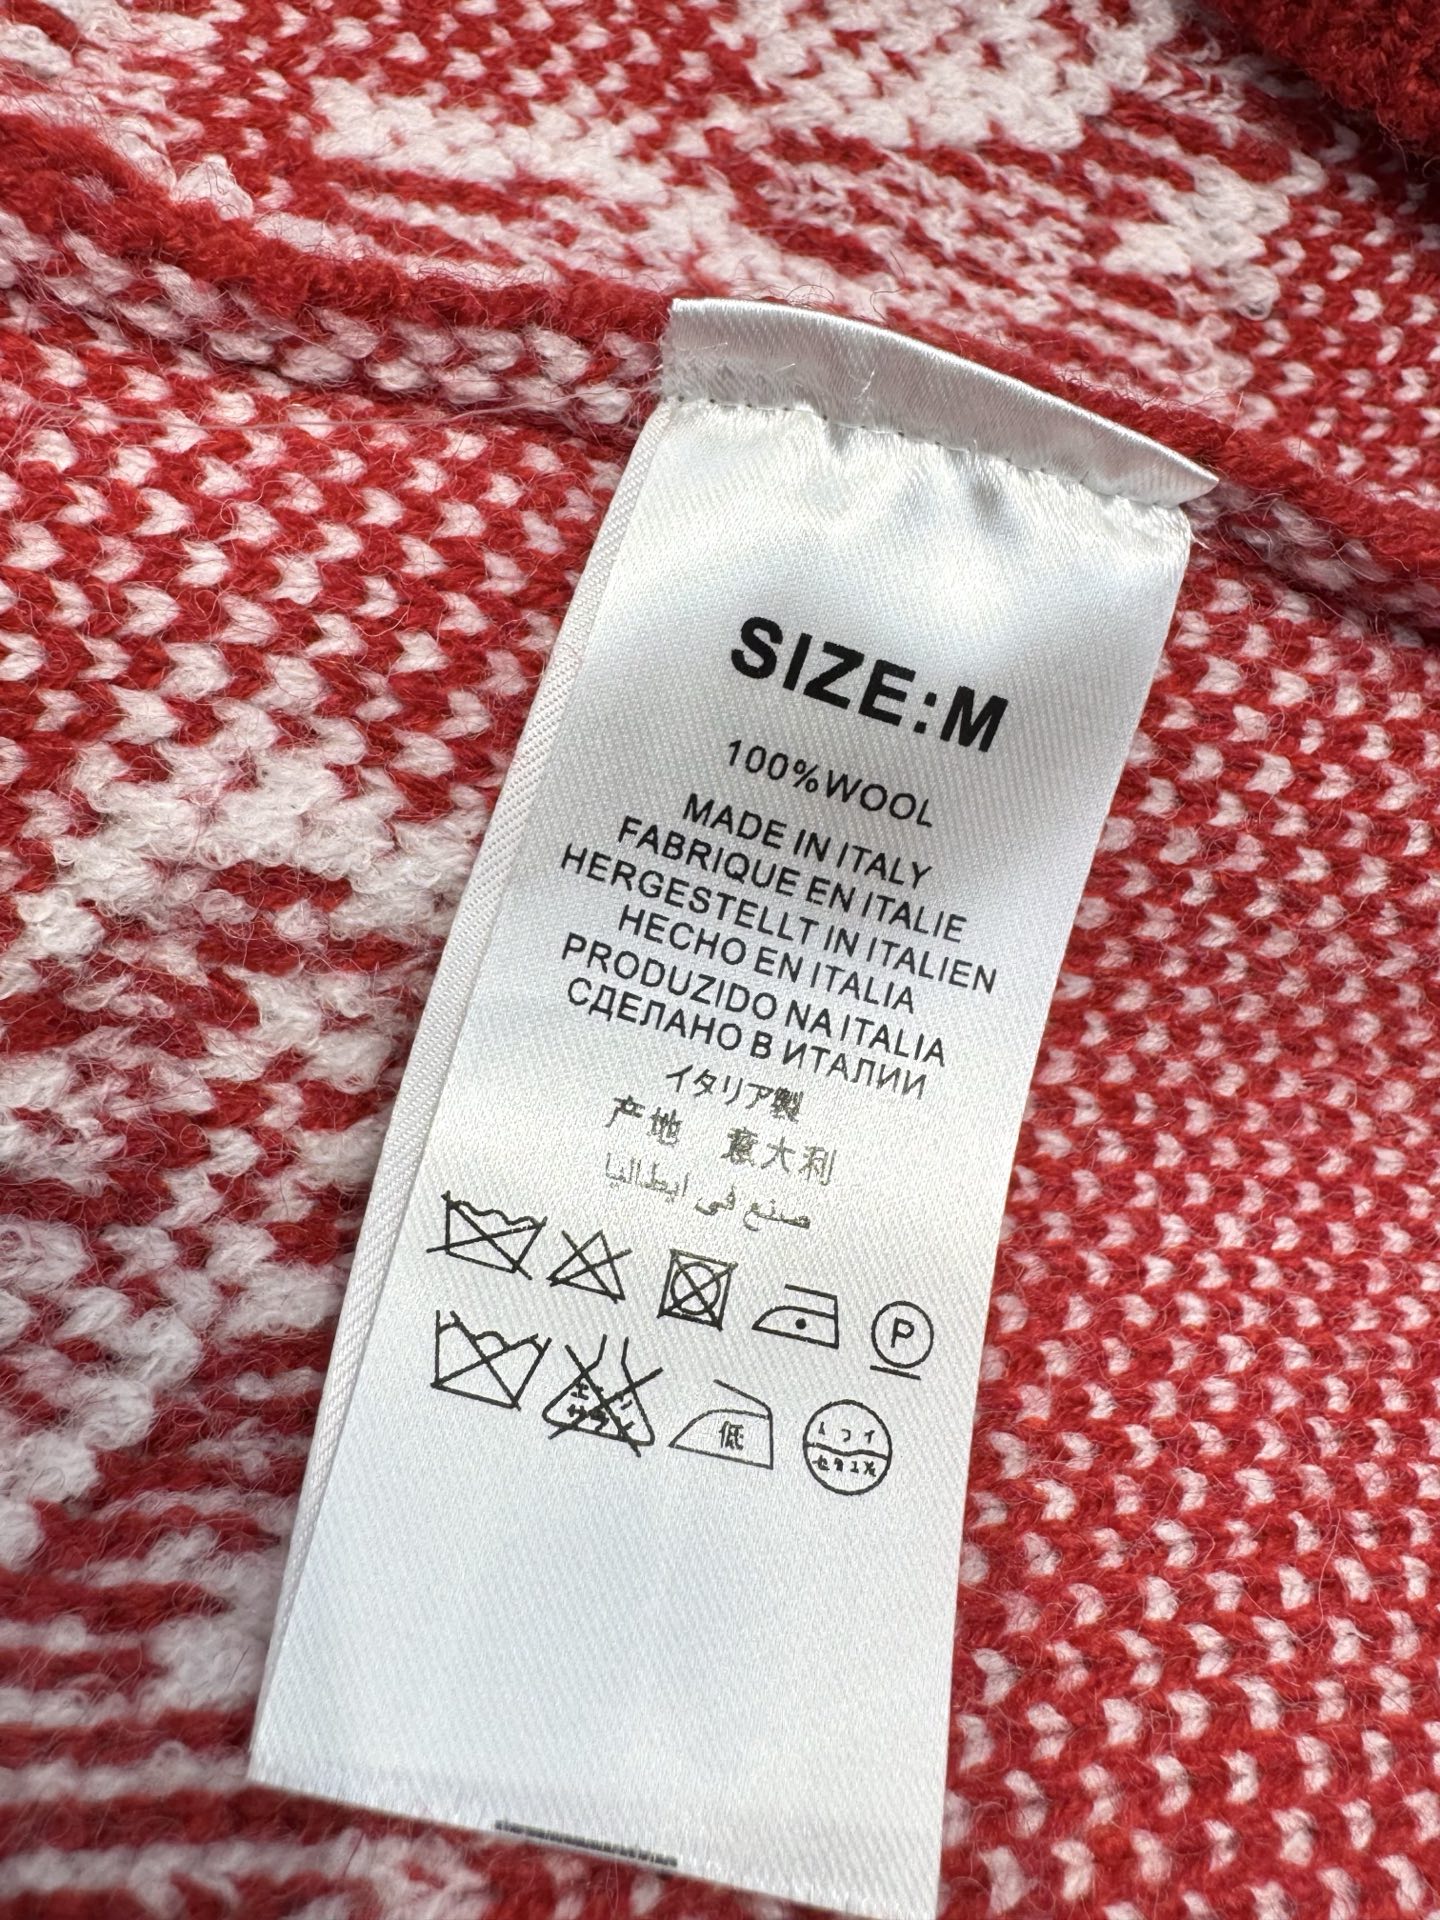 SIZE:M
100%WOOL
MADE IN ITALY
FABRIQUE EN ITALIE
HERGESTELLT IN ITALIEN
HECHO EN ITALIA
PRODUZIDO NA ITALIA
СДЕЛАНО В ИТАЛИИ
イタリア製
产地 意大利
صنع في ايطاليا
P
低